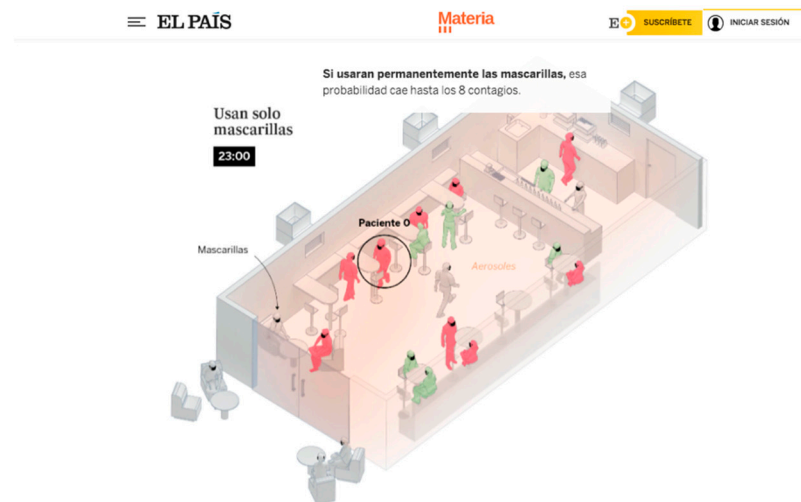 EL PAÍS
Materia
E+
SUSCRÍBETE
INICIAR SESIÓN
Si usaran permanentemente las mascarillas, esa
probabilidad cae hasta los 8 contagios.
Usan solo
mascarillas
23:00
Paciente 0
Mascarillas
Aerosoles